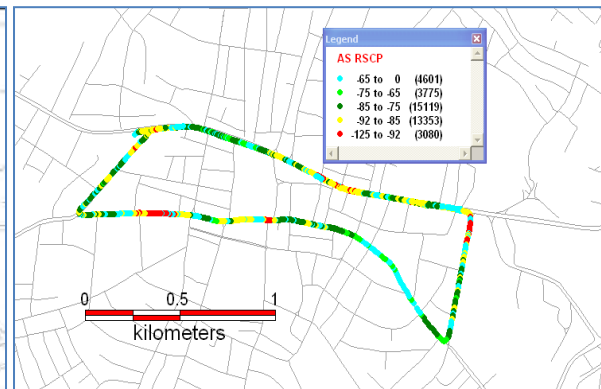 Legend
AS RSCP
-65 to 0 (4601)
-75 to -65 (3775)
-85 to -75 (15119)
-92 to -85 (13353)
-125 to -92 (3080)
0 0.5 1
kilometers